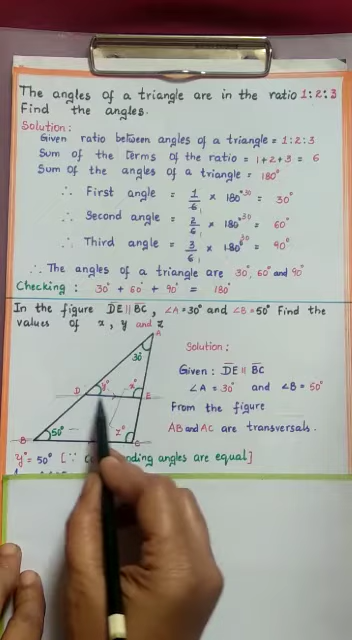 The angles of a triangle are in the ratio 1:2:3
Find the angles.
Solution:
Given ratio between angles of a triangle = 1:2:3
Sum of the terms of the ratio = 1+2+3 = 6
Sum of the angles of a triangle = 180°
∴ First angle = 1/6 × 180° 30 = 30°
∴ Second angle = 2/6 × 180° 30 = 60°
∴ Third angle = 3/6 × 180° 30 = 90°
∴ The angles of a triangle are 30°, 60° and 90°
Checking: 30° + 60° + 90° = 180°
In the figure DE || BC, ∠A=30° and ∠B=50° Find the
values of x, y and z
A
30°
D y° x° E
B 50° z° C
Solution:
Given: DE || BC
∠A = 30° and ∠B = 50°
From the figure
AB and AC are transversals.
y° = 50° [∵ angles are equal]